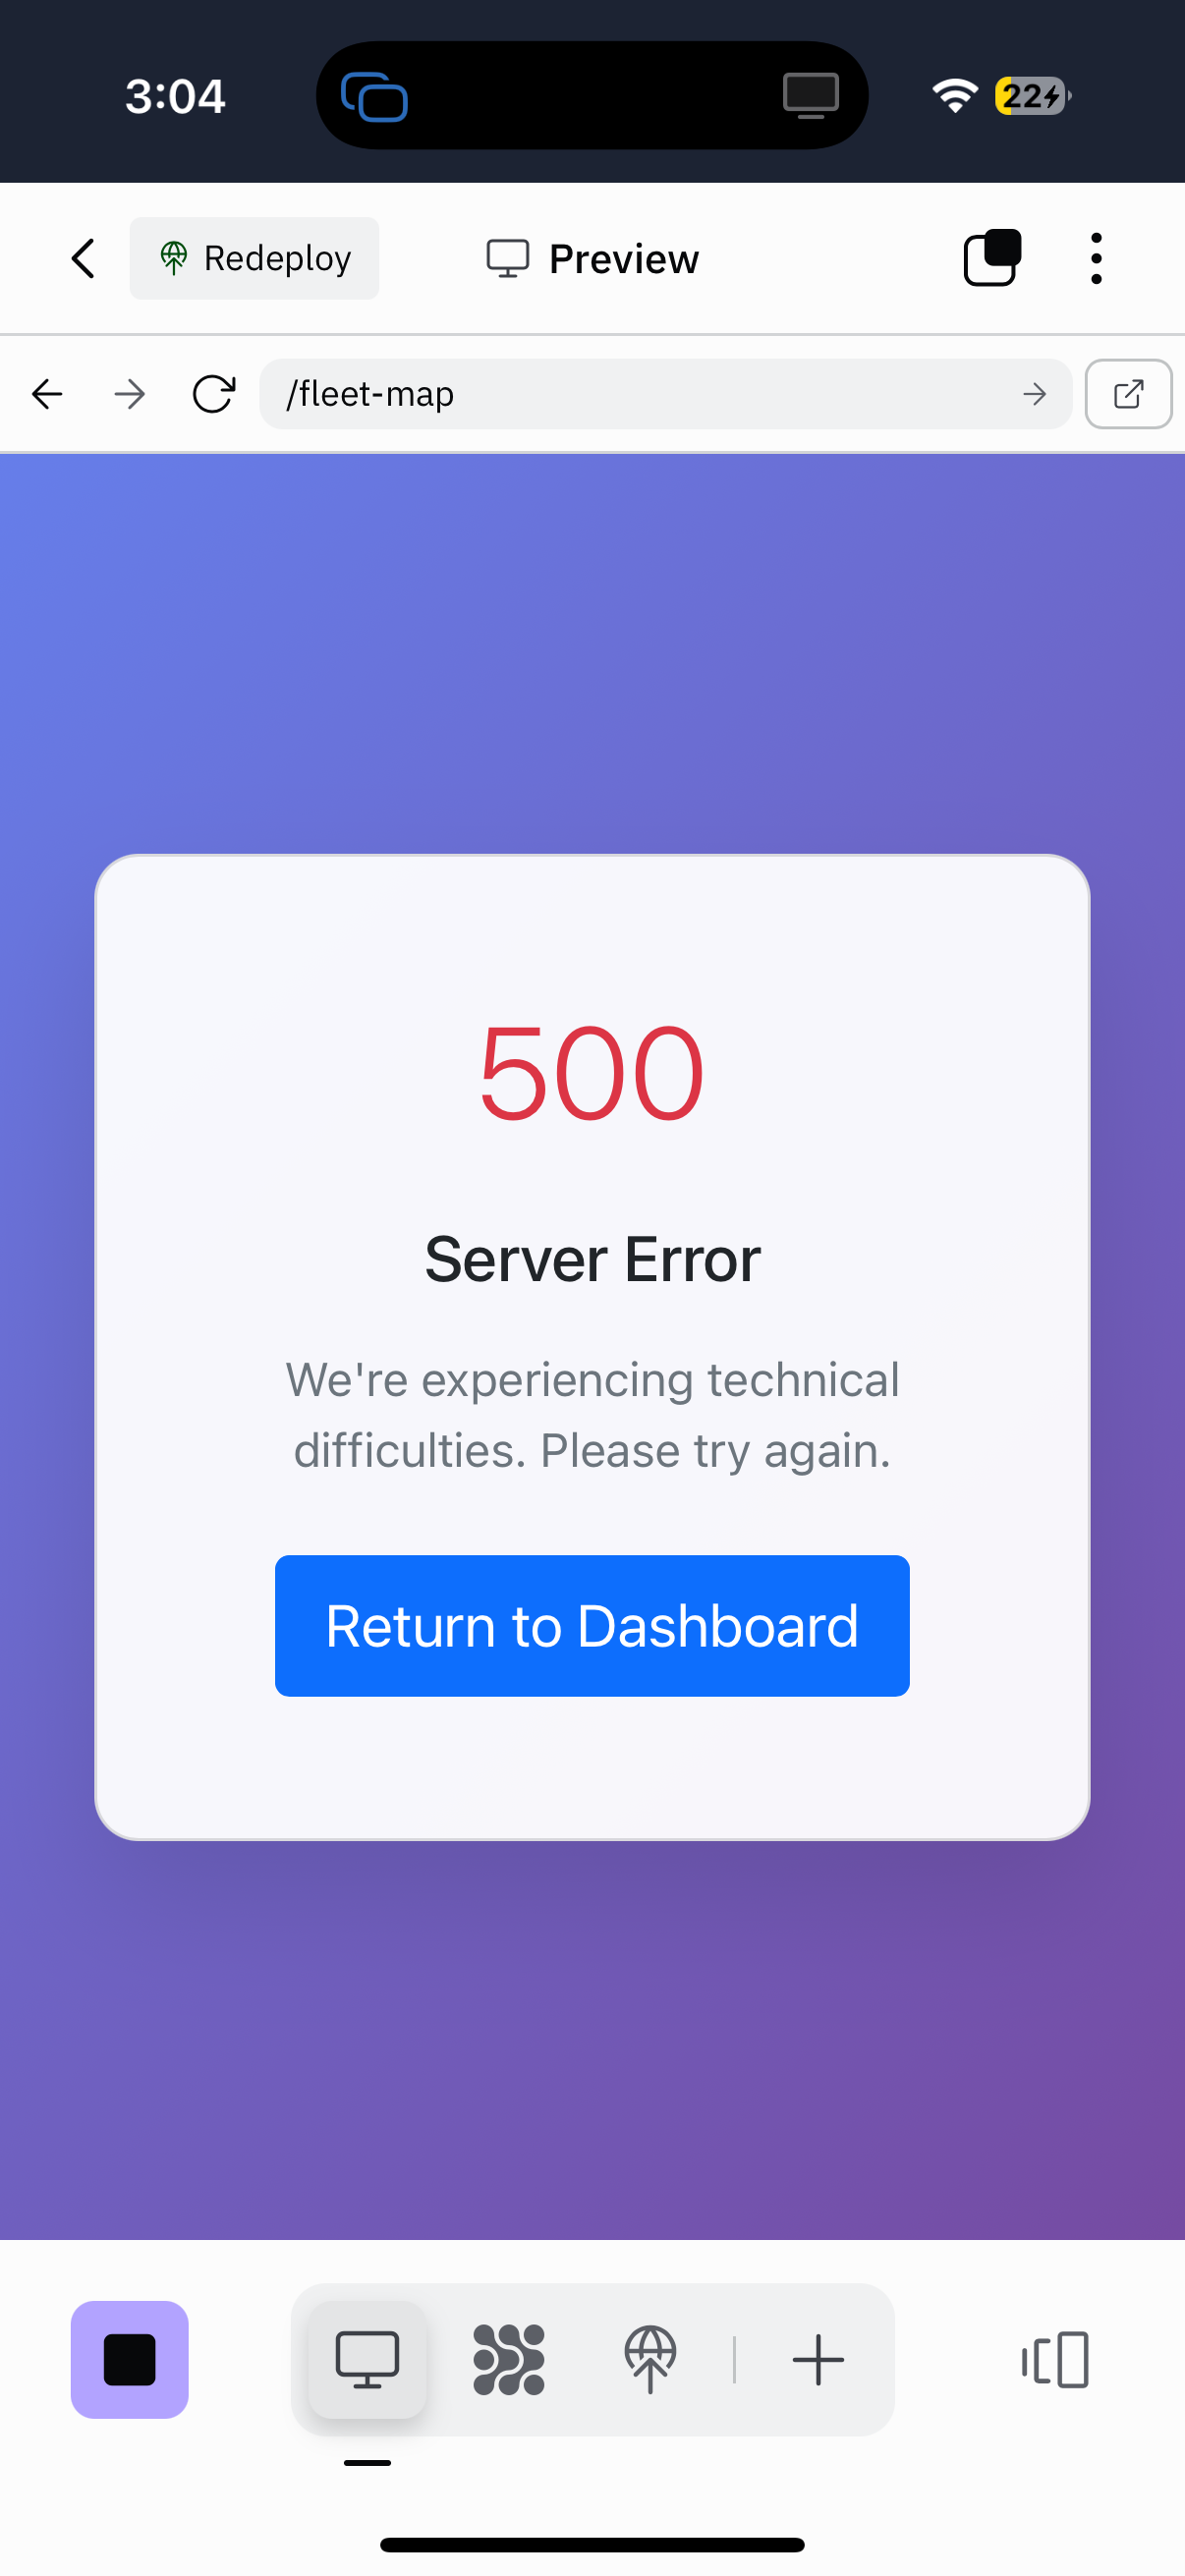 3:04
22
Redeploy
Preview
/fleet-map
500
Server Error
We're experiencing technical
difficulties. Please try again.
Return to Dashboard